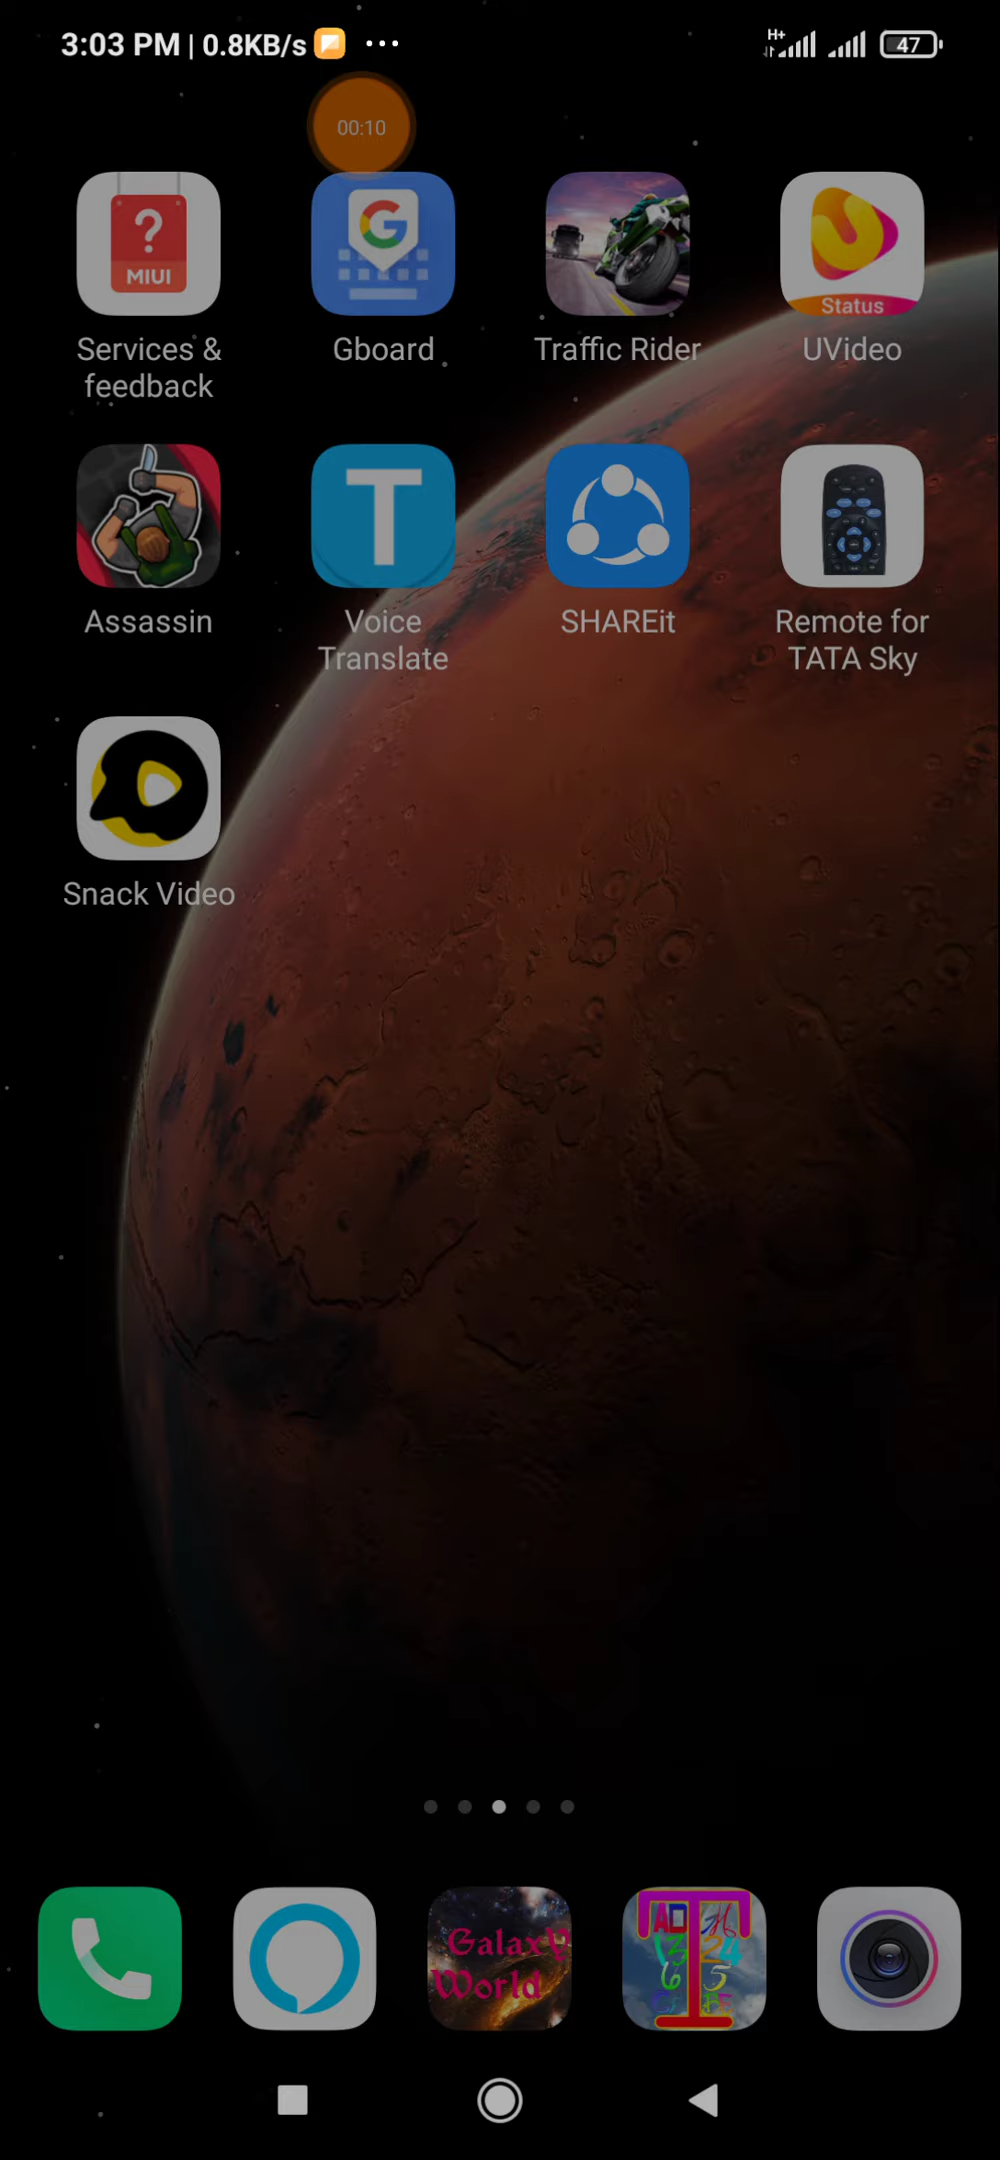 3:03 PM | 0.8KB/s ... H+ 47
00:10
? MIUI
G
Status
Services & feedback
Gboard
Traffic Rider
UVideo
T
Assassin
Voice Translate
SHAREit
Remote for TATA Sky
Snack Video
Galaxy
World